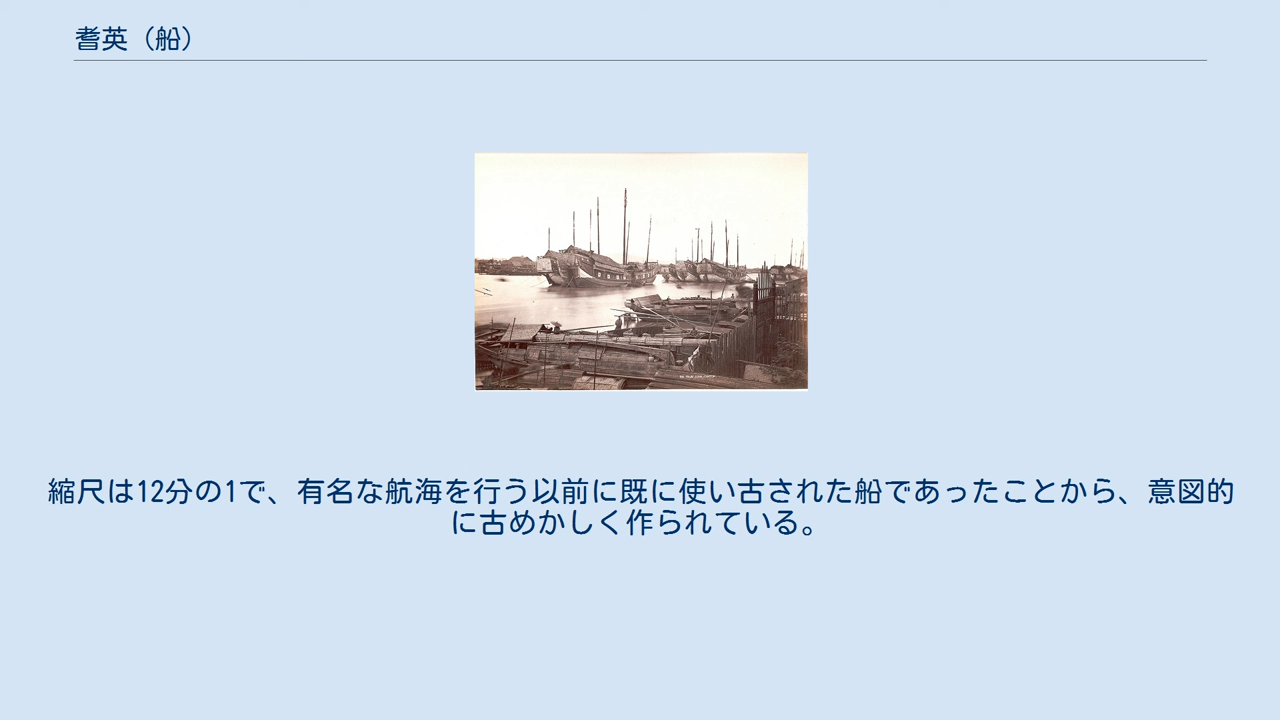 耆英（船）
縮尺は12分の1で、有名な航海を行う以前に既に使い古された船であったことから、意図的
に古めかしく作られている。